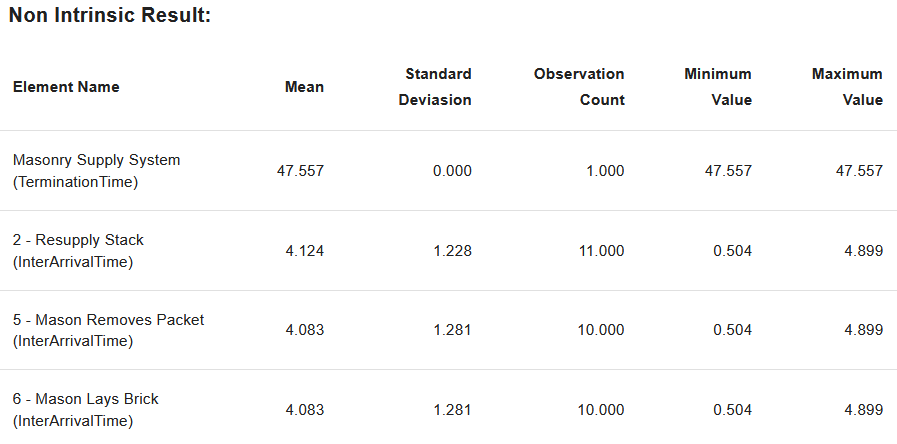 Non Intrinsic Result:
Element Name Mean Standard Deviasion Observation Count Minimum Value Maximum Value
Masonry Supply System (TerminationTime) 47.557 0.000 1.000 47.557 47.557
2 - Resupply Stack (InterArrivalTime) 4.124 1.228 11.000 0.504 4.899
5 - Mason Removes Packet (InterArrivalTime) 4.083 1.281 10.000 0.504 4.899
6 - Mason Lays Brick (InterArrivalTime) 4.083 1.281 10.000 0.504 4.899